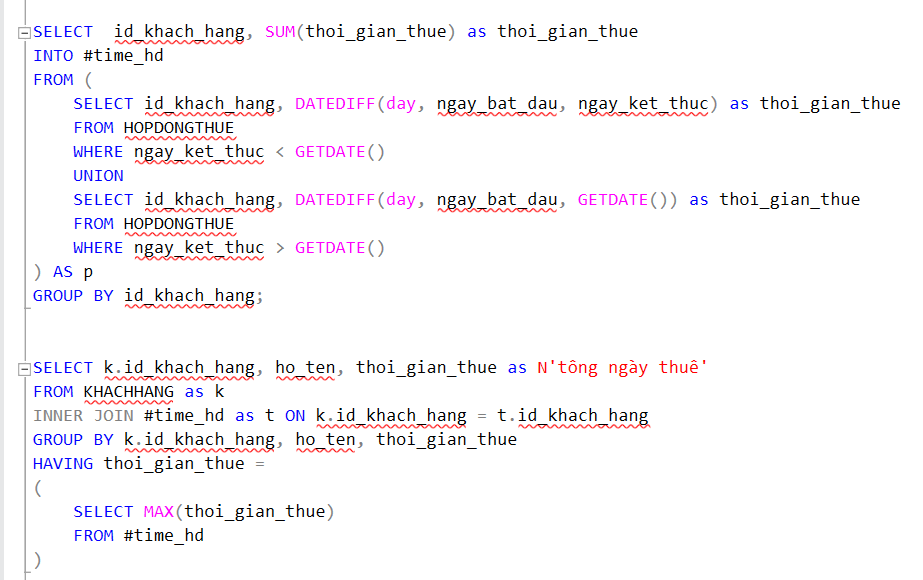 SELECT  id_khach_hang, SUM(thoi_gian_thue) as thoi_gian_thue
INTO #time_hd
FROM (
    SELECT id_khach_hang, DATEDIFF(day, ngay_bat_dau, ngay_ket_thuc) as thoi_gian_thue
    FROM HOPDONGTHUE
    WHERE ngay_ket_thuc < GETDATE()
    UNION
    SELECT id_khach_hang, DATEDIFF(day, ngay_bat_dau, GETDATE()) as thoi_gian_thue
    FROM HOPDONGTHUE
    WHERE ngay_ket_thuc > GETDATE()
) AS p
GROUP BY id_khach_hang;
SELECT k.id_khach_hang, ho_ten, thoi_gian_thue as N'tông ngày thuê'
FROM KHACHHANG as k
INNER JOIN #time_hd as t ON k.id_khach_hang = t.id_khach_hang
GROUP BY k.id_khach_hang, ho_ten, thoi_gian_thue
HAVING thoi_gian_thue =
(
    SELECT MAX(thoi_gian_thue)
    FROM #time_hd
)